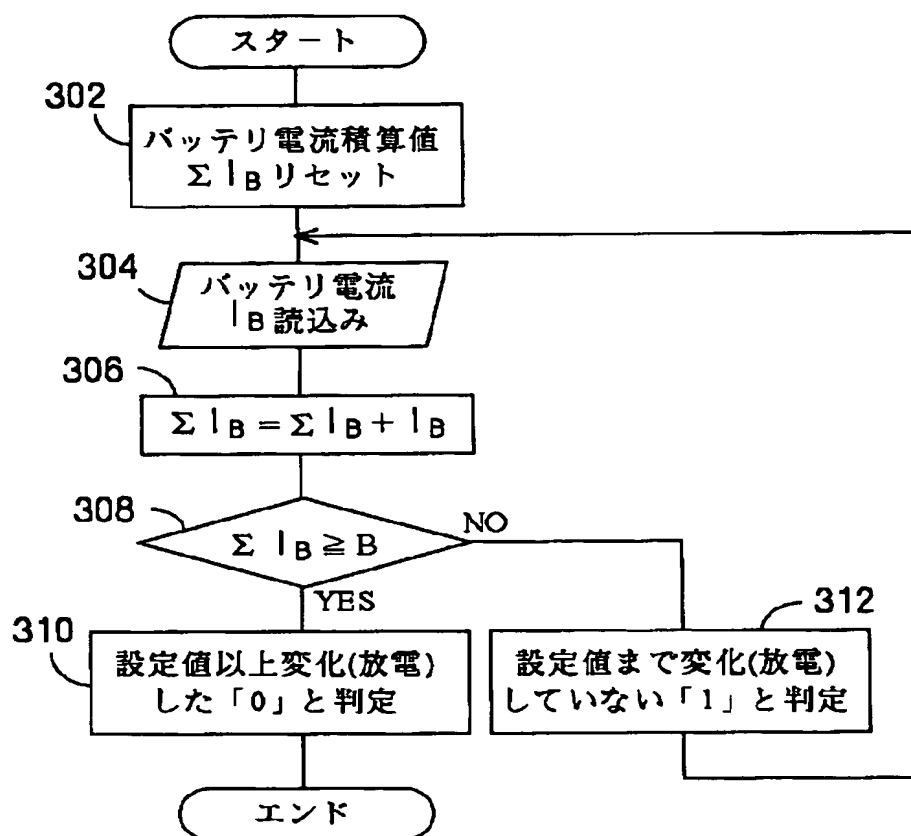 スタート
302
バッテリ電流積算値
Σ I_B リセット
304
バッテリ電流
I_B 読込み
306
Σ I_B = Σ I_B + I_B
308
Σ I_B ≧ B
NO
YES
310
設定値以上変化(放電)
した「0」と判定
312
設定値まで変化(放電)
していない「1」と判定
エンド